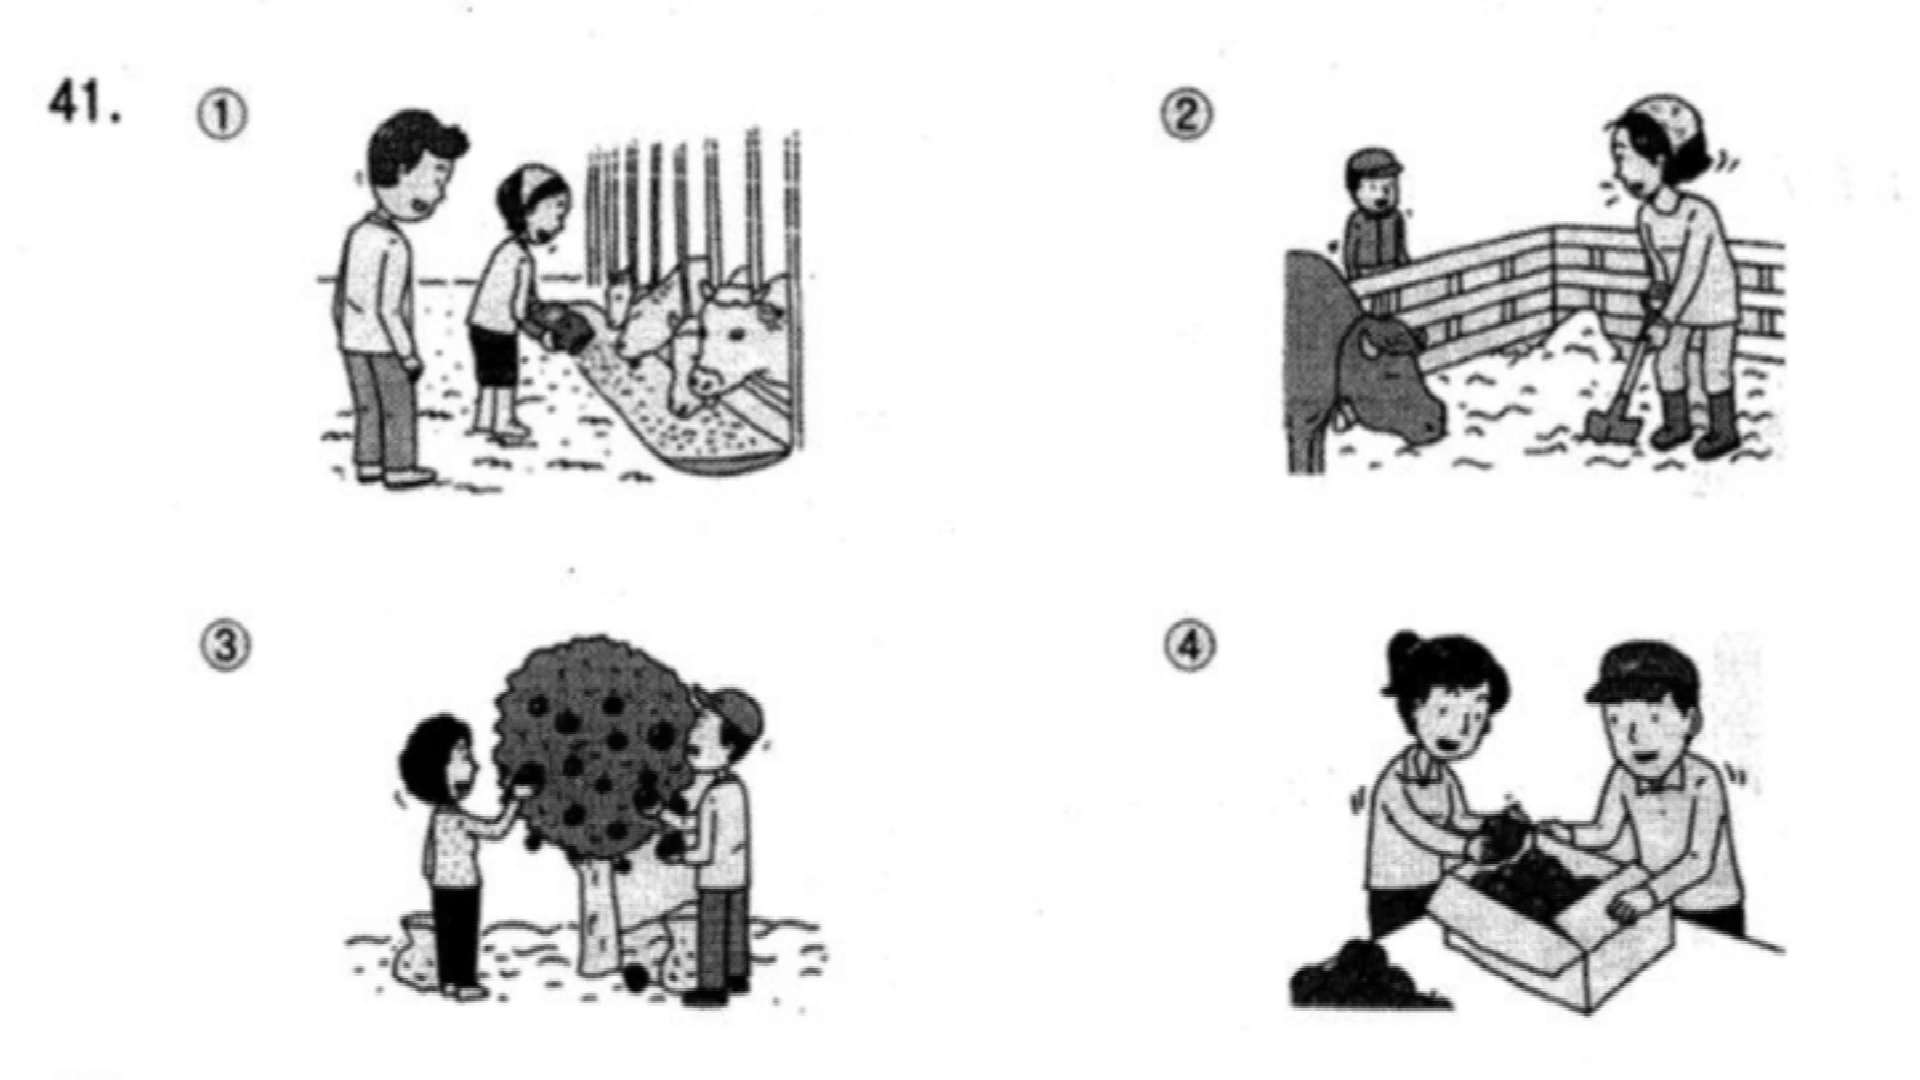 41. ① ②
③ ④